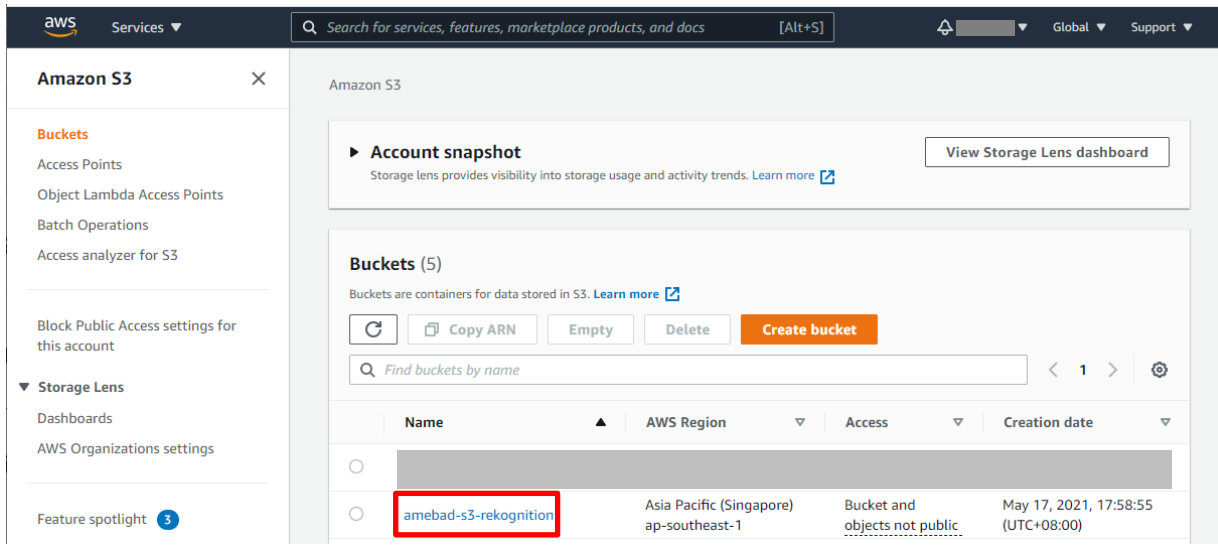 aws Services ▼ Search for services, features, marketplace products, and docs [Alt+S] ▼ Global ▼ Support ▼
Amazon S3
Buckets
Access Points
Object Lambda Access Points
Batch Operations
Access analyzer for S3
Block Public Access settings for
this account
▼ Storage Lens
Dashboards
AWS Organizations settings
Feature spotlight 3
Amazon S3
▶ Account snapshot
View Storage Lens dashboard
Storage lens provides visibility into storage usage and activity trends. Learn more
Buckets (5)
Buckets are containers for data stored in S3. Learn more
Copy ARN Empty Delete Create bucket
Find buckets by name < 1 >
Name ▲ AWS Region ▽ Access ▽ Creation date ▽
amebad-s3-rekognition Asia Pacific (Singapore) Bucket and May 17, 2021, 17:58:55
ap-southeast-1 objects not public (UTC+08:00)